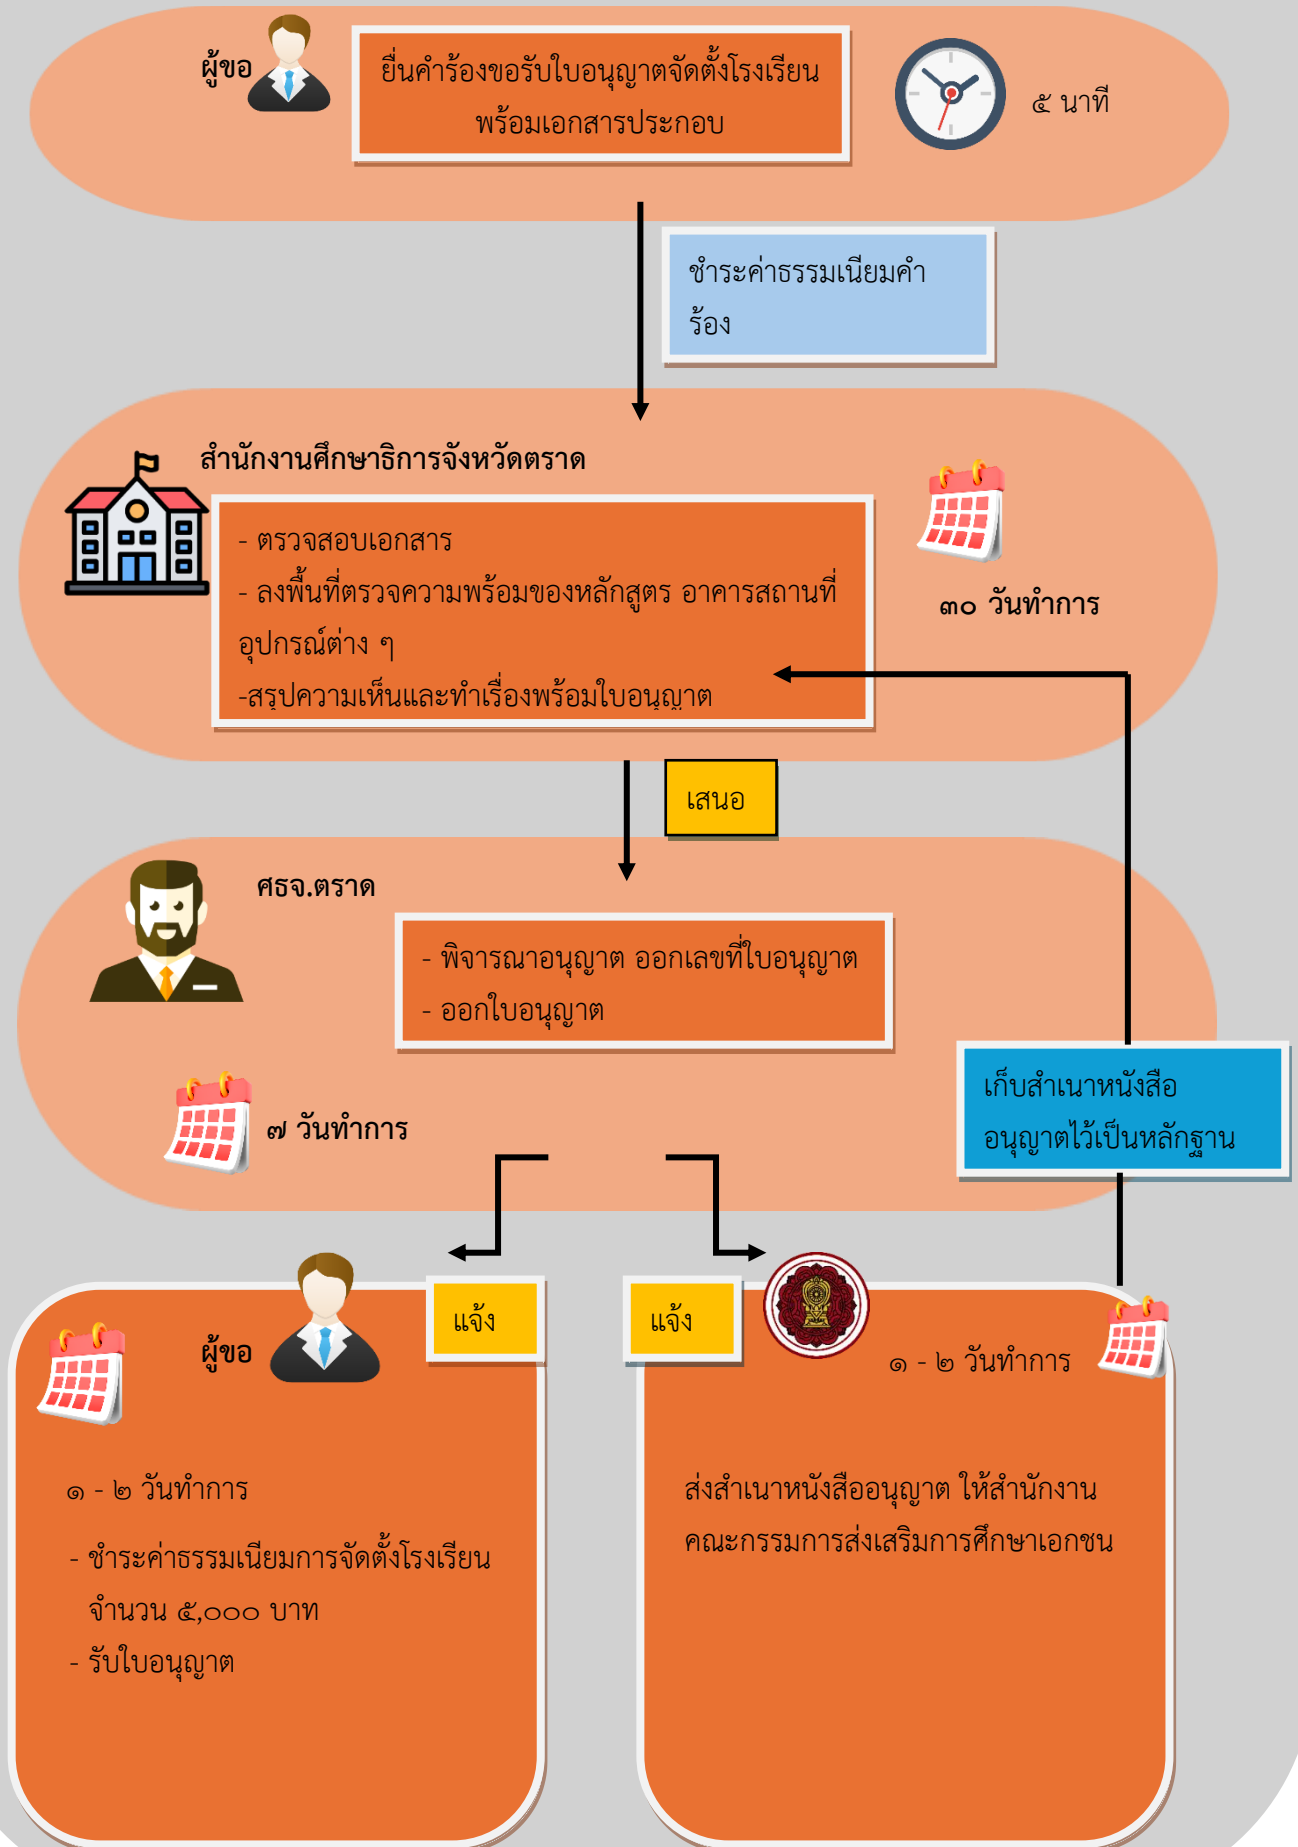 ผู้ขอ
ยื่นคำร้องขอรับใบอนุญาตจัดตั้งโรงเรียน
พร้อมเอกสารประกอบ
๕ นาที
ชำระค่าธรรมเนียมคำ
ร้อง
สำนักงานศึกษาธิการจังหวัดตราด
- ตรวจสอบเอกสาร
- ลงพื้นที่ตรวจความพร้อมของหลักสูตร อาคารสถานที่
อุปกรณ์ต่าง ๆ
-สรุปความเห็นและทำเรื่องพร้อมใบอนุญาต
๓๐ วันทำการ
เสนอ
ศธจ.ตราด
- พิจารณาอนุญาต ออกเลขที่ใบอนุญาต
- ออกใบอนุญาต
๗ วันทำการ
เก็บสำเนาหนังสือ
อนุญาตไว้เป็นหลักฐาน
ผู้ขอ
แจ้ง
๑ - ๒ วันทำการ
- ชำระค่าธรรมเนียมการจัดตั้งโรงเรียน
จำนวน ๕,๐๐๐ บาท
- รับใบอนุญาต
แจ้ง
๑ - ๒ วันทำการ
ส่งสำเนาหนังสืออนุญาต ให้สำนักงาน
คณะกรรมการส่งเสริมการศึกษาเอกชน